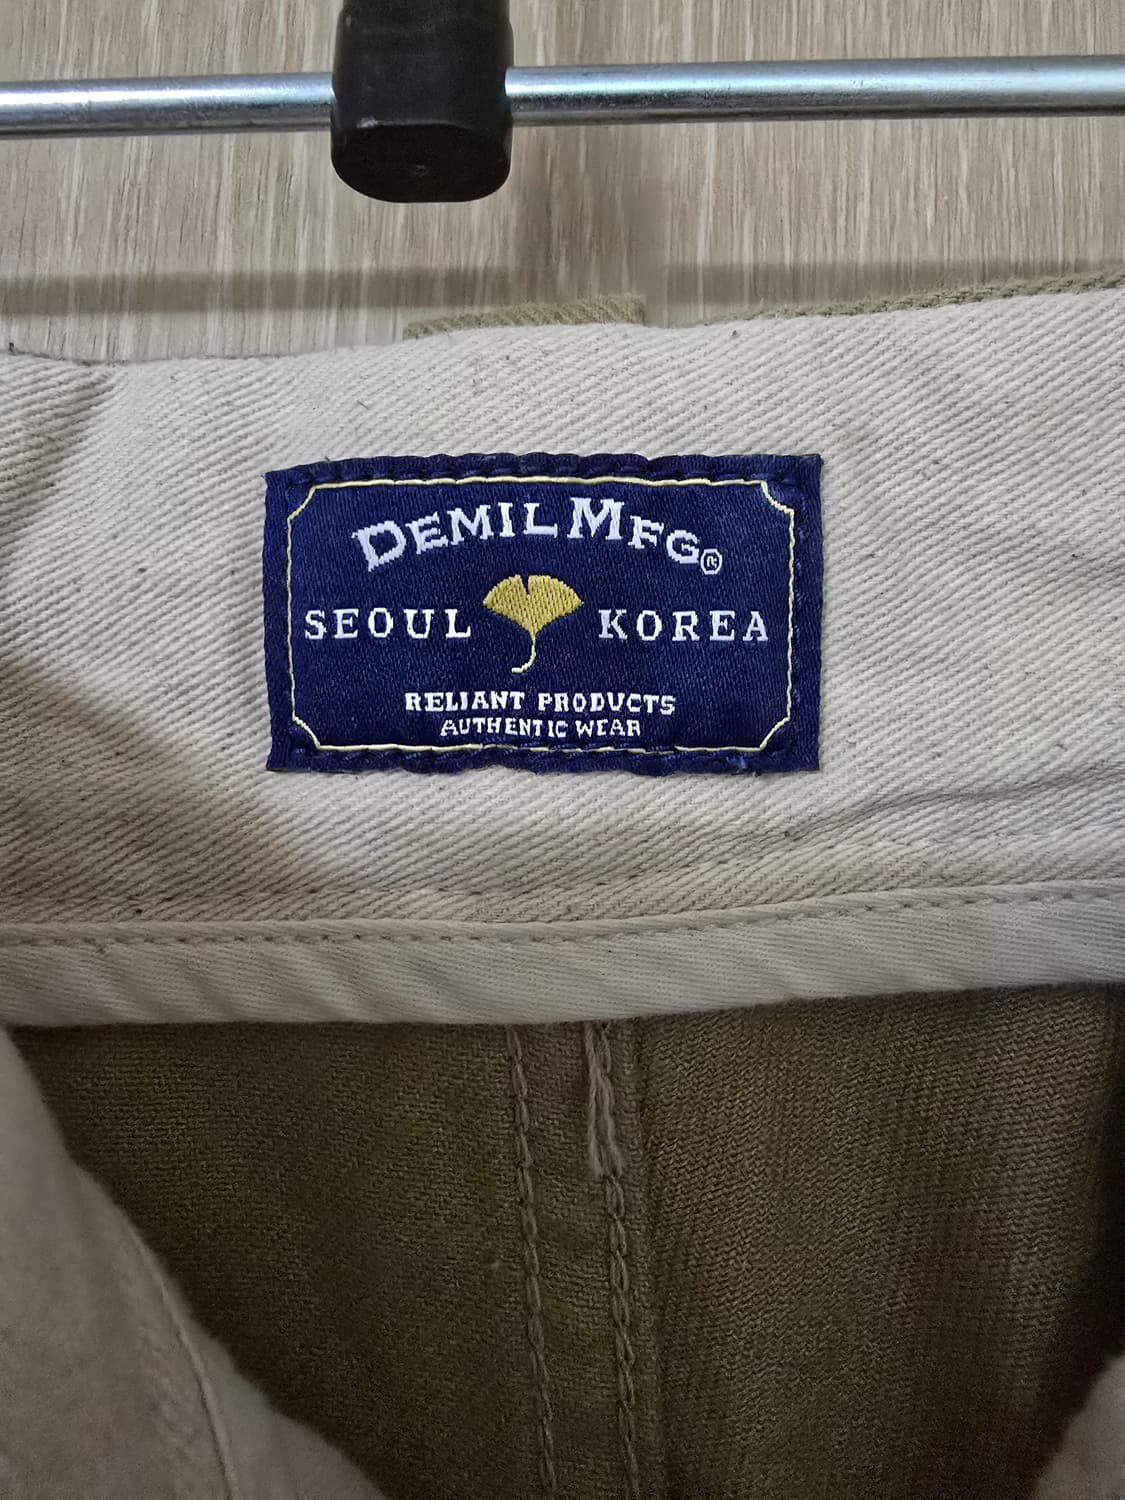 DEMIL MFG®
SEOUL KOREA
RELIANT PRODUCTS
AUTHENTIC WEAR